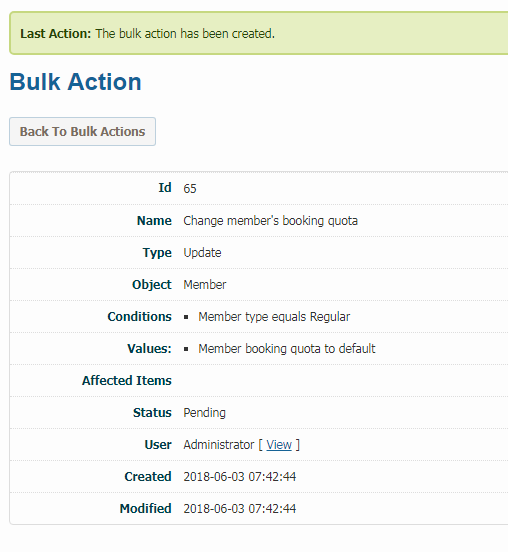 Last Action: The bulk action has been created.
Bulk Action
Back To Bulk Actions
Id 65
Name Change member's booking quota
Type Update
Object Member
Conditions ▪ Member type equals Regular
Values: ▪ Member booking quota to default
Affected Items
Status Pending
User Administrator [ View ]
Created 2018-06-03 07:42:44
Modified 2018-06-03 07:42:44